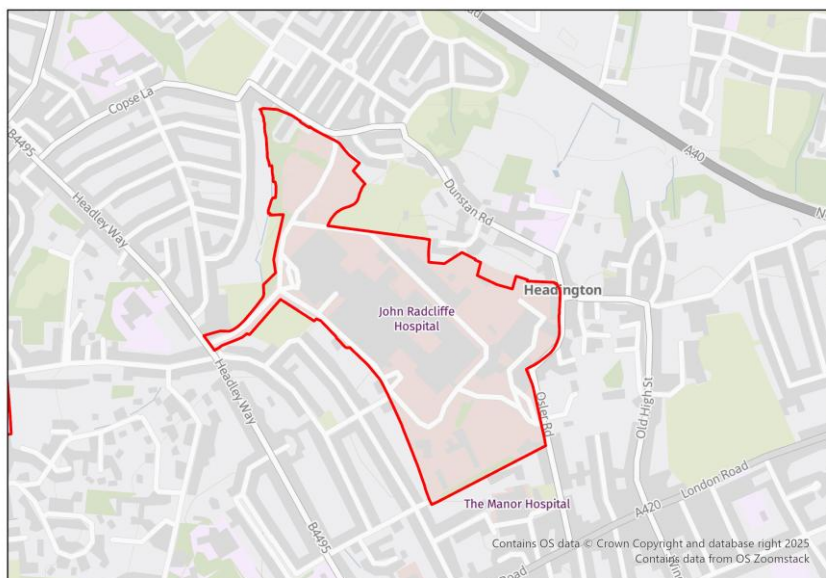 Copse La
B4495
Headley Way
A40
Dunstan Rd
Headington
John Radcliffe
Hospital
Headley Way
Osler Rd
Old High St
London Road
A420
The Manor Hospital
B4495
Contains OS data © Crown Copyright and database right 2025
Contains data from OS Zoomstack
Road